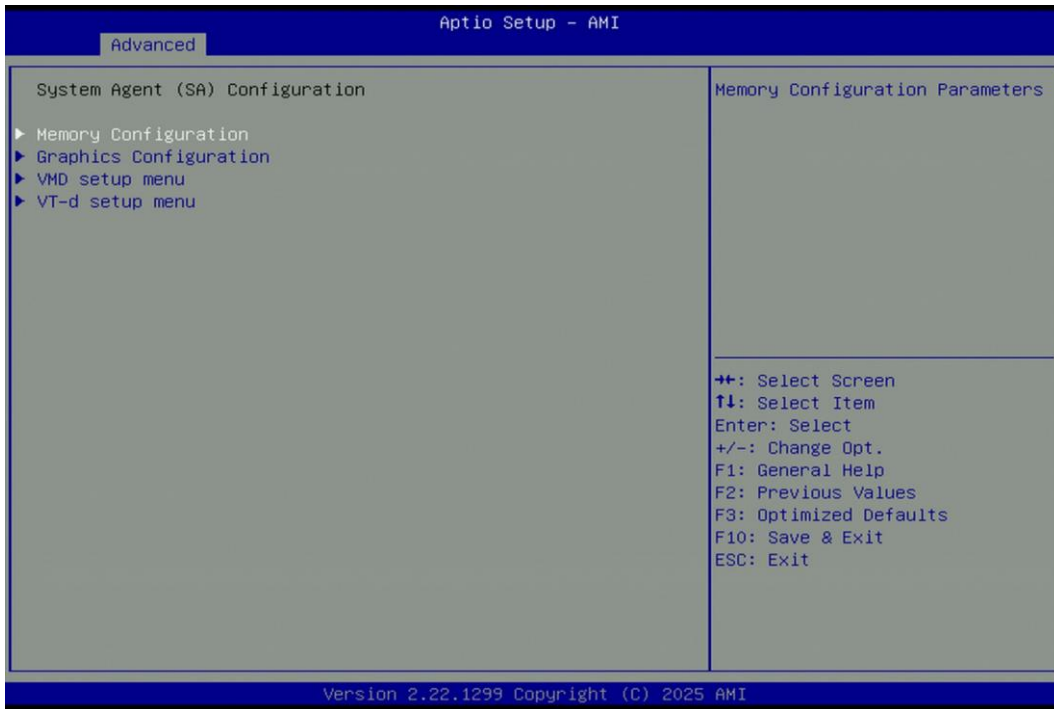 Aptio Setup - AMI
Advanced
System Agent (SA) Configuration
▶ Memory Configuration
▶ Graphics Configuration
▶ VMD setup menu
▶ VT-d setup menu
Memory Configuration Parameters
→←: Select Screen
↑↓: Select Item
Enter: Select
+/-: Change Opt.
F1: General Help
F2: Previous Values
F3: Optimized Defaults
F10: Save & Exit
ESC: Exit
Version 2.22.1299 Copyright (C) 2025 AMI